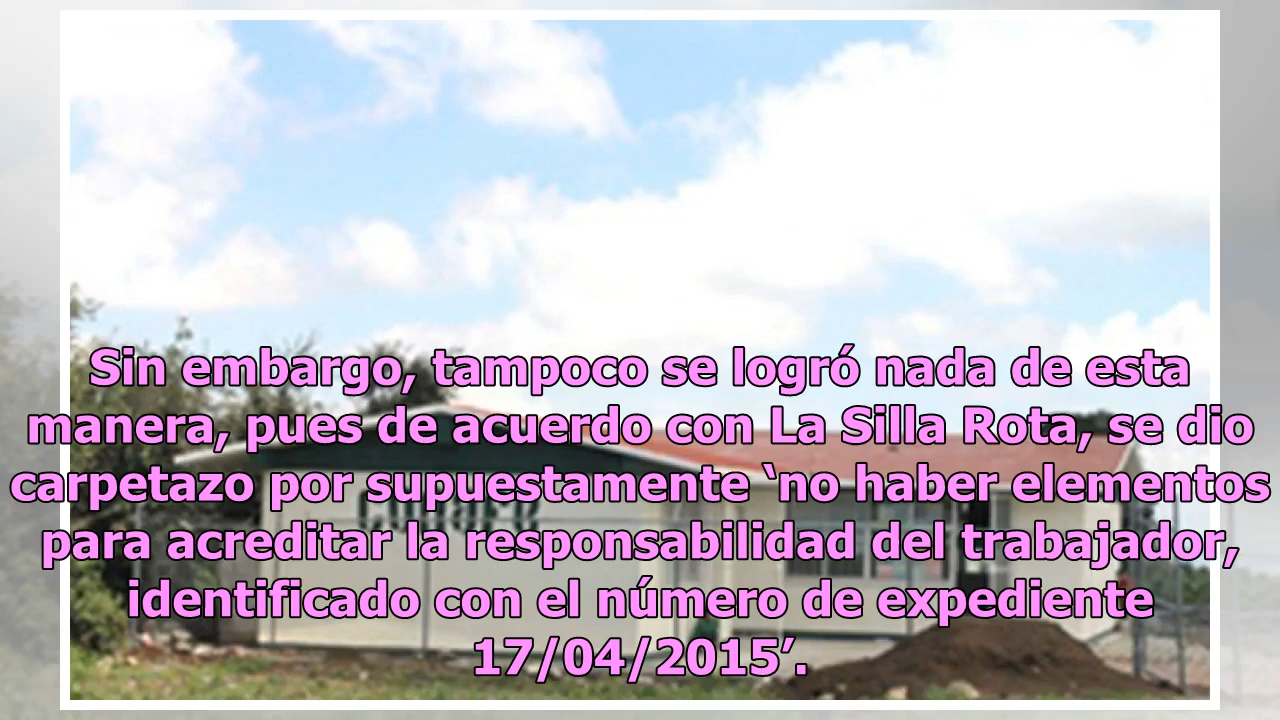 Sin embargo, tampoco se logró nada de esta
manera, pues de acuerdo con La Silla Rota, se dio
carpetazo por supuestamente ‘no haber elementos
para acreditar la responsabilidad del trabajador,
identificado con el número de expediente
17/04/2015’.